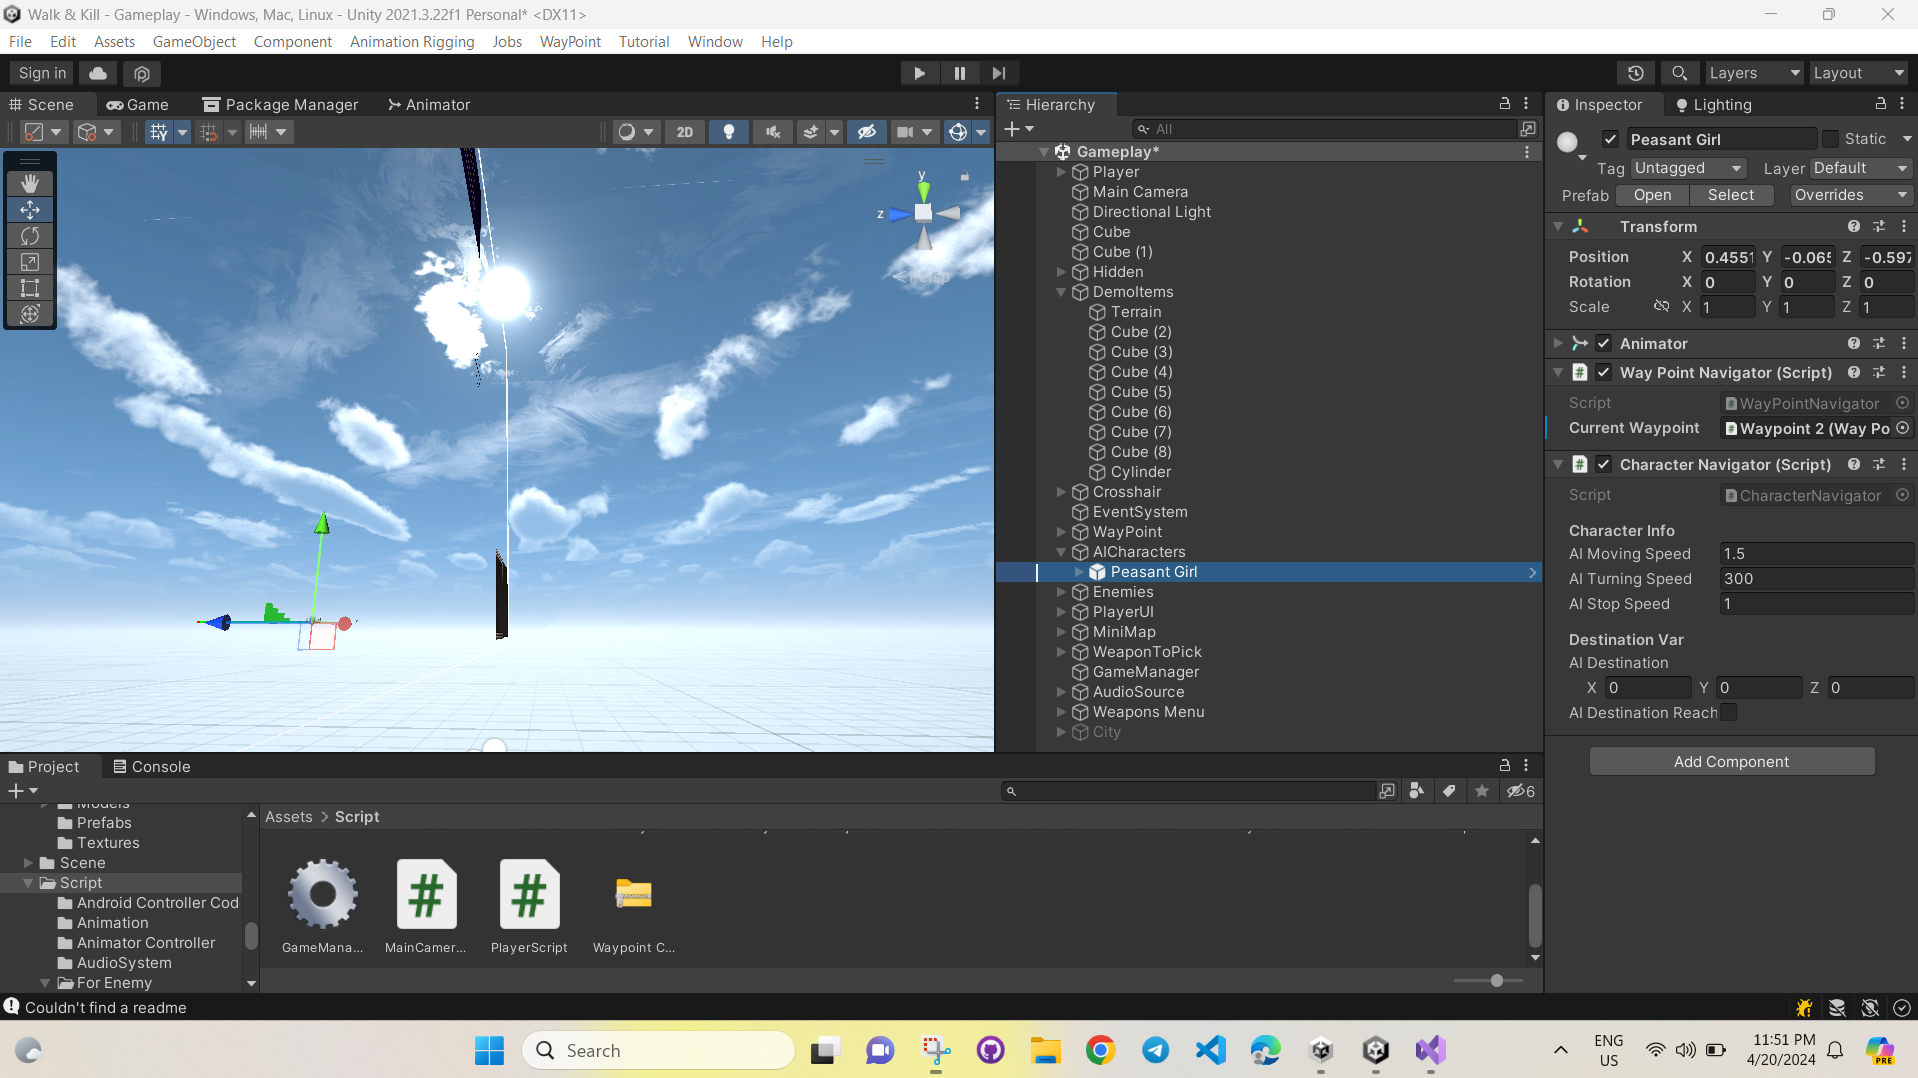 Walk & Kill - Gameplay - Windows, Mac, Linux - Unity 2021.3.22f1 Personal* <DX11>
File Edit Assets GameObject Component Animation Rigging Jobs WayPoint Tutorial Window Help
Sign in
Layers
Layout
Scene
Game
Package Manager
Animator
2D
y
z
Persp
Hierarchy
All
Gameplay*
Player
Main Camera
Directional Light
Cube
Cube (1)
Hidden
DemoItems
Terrain
Cube (2)
Cube (3)
Cube (4)
Cube (5)
Cube (6)
Cube (7)
Cube (8)
Cylinder
Crosshair
EventSystem
WayPoint
AICharacters
Peasant Girl
Enemies
PlayerUI
MiniMap
WeaponToPick
GameManager
AudioSource
Weapons Menu
City
Inspector
Lighting
Peasant Girl
Static
Tag Untagged Layer Default
Prefab Open Select Overrides
Transform
Position X 0.4551 Y -0.065 Z -0.597
Rotation X 0 Y 0 Z 0
Scale X 1 Y 1 Z 1
Animator
Way Point Navigator (Script)
Script WayPointNavigator
Current Waypoint Waypoint 2 (Way Po
Character Navigator (Script)
Script CharacterNavigator
Character Info
AI Moving Speed 1.5
AI Turning Speed 300
AI Stop Speed 1
Destination Var
AI Destination
X 0 Y 0 Z 0
AI Destination Reach
Add Component
Project
Console
6
Models
Prefabs
Textures
Scene
Script
Android Controller Cod
Animation
Animator Controller
AudioSystem
For Enemy
Assets > Script
GameMana...
MainCamer...
PlayerScript
Waypoint C...
Couldn't find a readme
Search
ENG
US
11:51 PM
4/20/2024
PRE